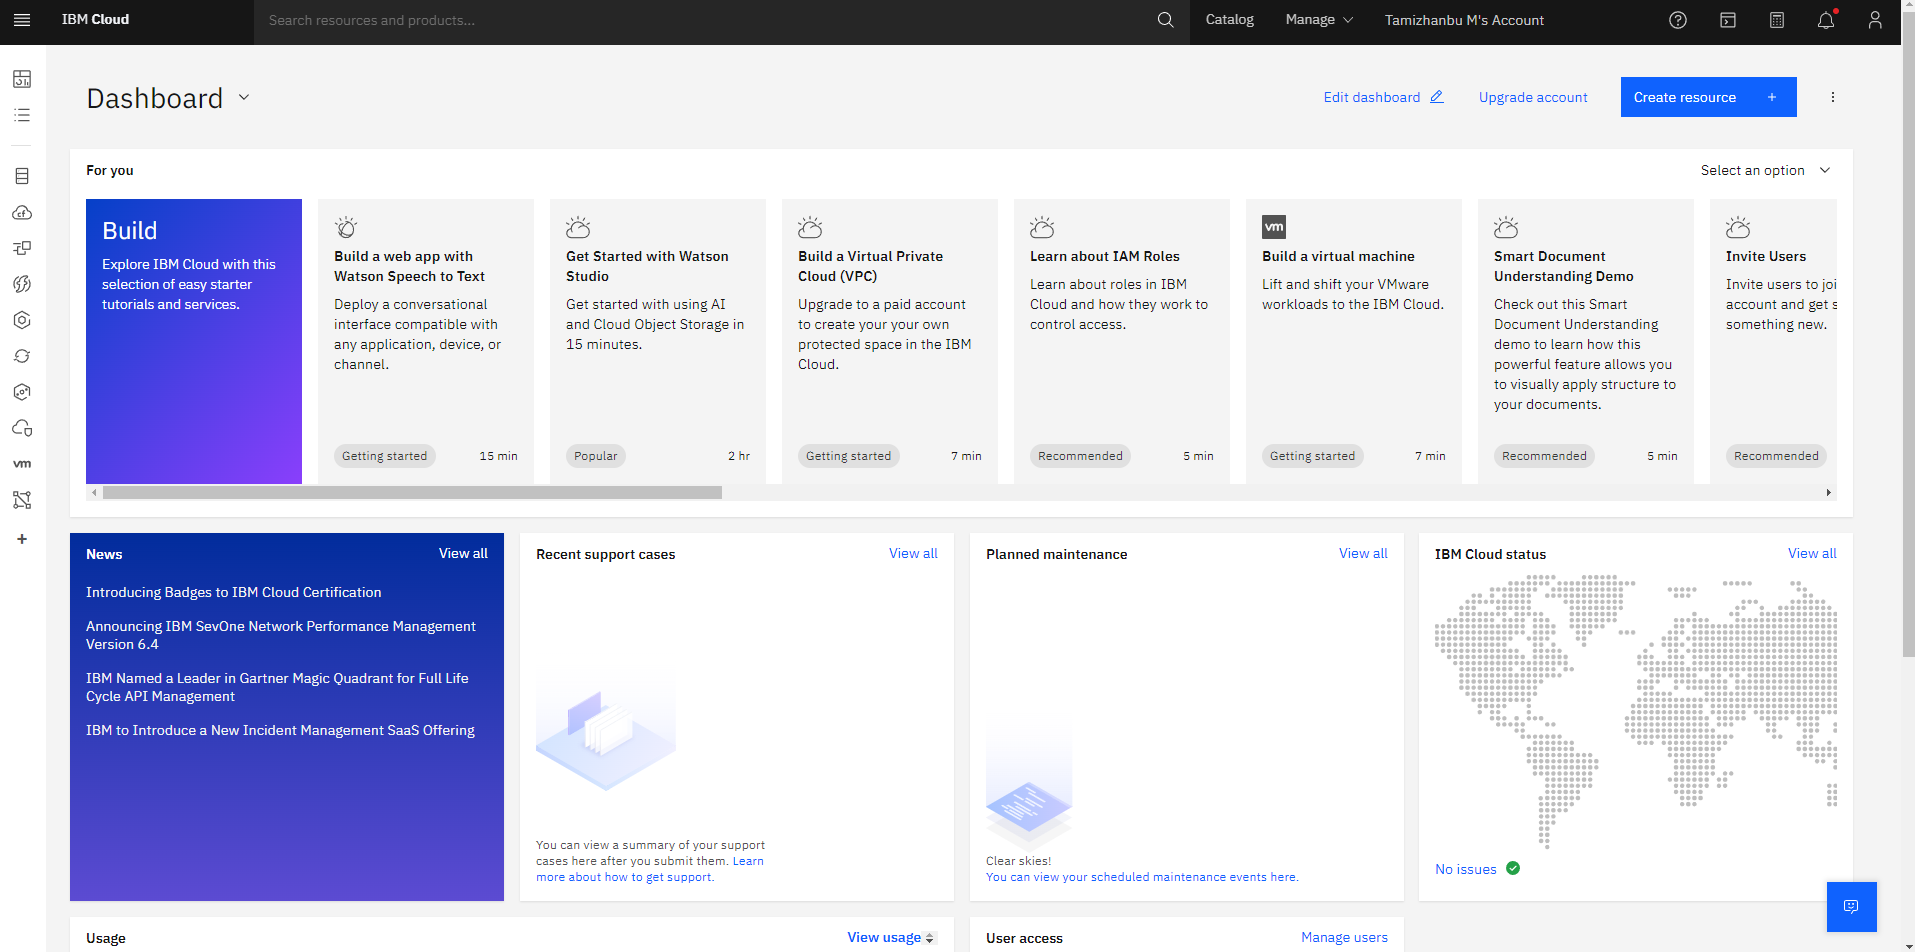 IBM Cloud
Search resources and products...
Catalog
Manage
Tamizhanbu M's Account
Dashboard
Edit dashboard
Upgrade account
Create resource +
For you
Select an option
Build
Explore IBM Cloud with this
selection of easy starter
tutorials and services.
Build a web app with
Watson Speech to Text
Deploy a conversational
interface compatible with
any application, device, or
channel.
Getting started
15 min
Get Started with Watson
Studio
Get started with using AI
and Cloud Object Storage in
15 minutes.
Popular
2 hr
Build a Virtual Private
Cloud (VPC)
Upgrade to a paid account
to create your your own
protected space in the IBM
Cloud.
Getting started
7 min
Learn about IAM Roles
Learn about roles in IBM
Cloud and how they work to
control access.
Recommended
5 min
vm
Build a virtual machine
Lift and shift your VMware
workloads to the IBM Cloud.
Getting started
7 min
Smart Document
Understanding Demo
Check out this Smart
Document Understanding
demo to learn how this
powerful feature allows you
to visually apply structure to
your documents.
Recommended
5 min
Invite Users
Invite users to joi
account and get s
something new.
Recommended
cf
vm
+
News
View all
Introducing Badges to IBM Cloud Certification
Announcing IBM SevOne Network Performance Management
Version 6.4
IBM Named a Leader in Gartner Magic Quadrant for Full Life
Cycle API Management
IBM to Introduce a New Incident Management SaaS Offering
Recent support cases
View all
You can view a summary of your support
cases here after you submit them. Learn
more about how to get support.
Planned maintenance
View all
Clear skies!
You can view your scheduled maintenance events here.
IBM Cloud status
View all
No issues
Usage
View usage
User access
Manage users